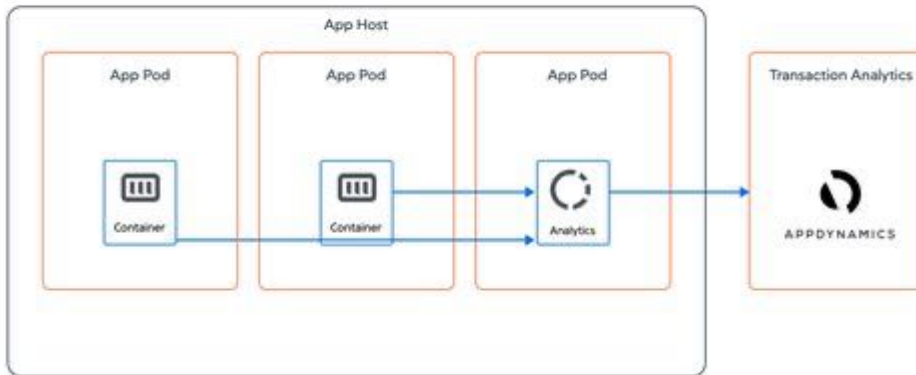 App Host
App Pod
App Pod
App Pod
Transaction Analytics
Container
Container
Analytics
APPDYNAMICS